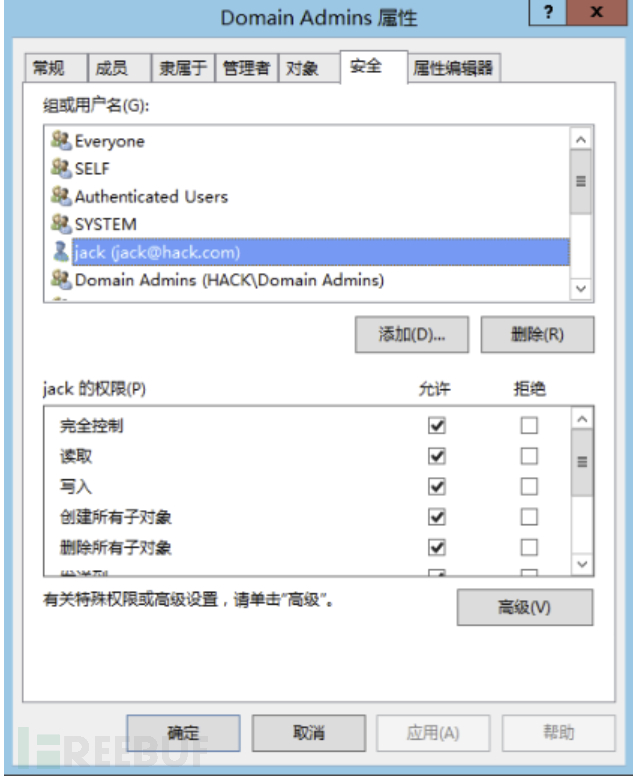 Domain Admins 属性
?
x
常规 成员 隶属于 管理者 对象 安全 属性编辑器
组或用户名(G):
Everyone
SELF
Authenticated Users
SYSTEM
jack (jack@hack.com)
Domain Admins (HACK\Domain Admins)
添加(D)... 删除(R)
jack 的权限(P) 允许 拒绝
完全控制
读取
写入
创建所有子对象
删除所有子对象
有关特殊权限或高级设置，请单击"高级"。
高级(V)
确定 取消 应用(A) 帮助
FREEBUF